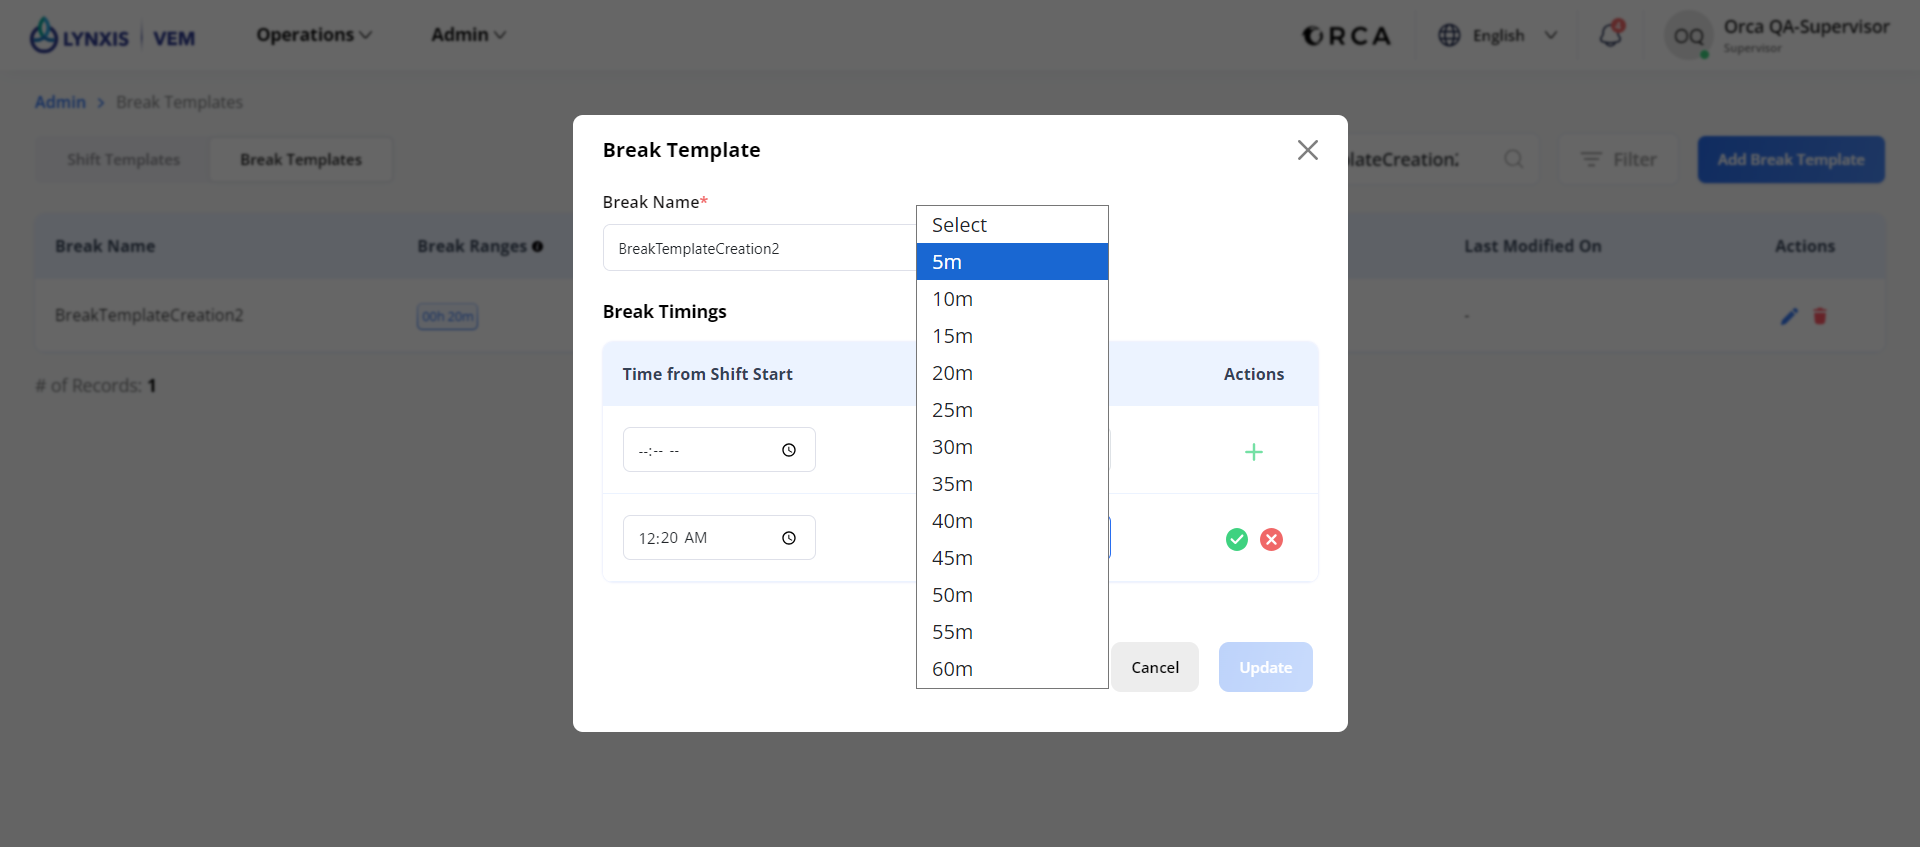 LYNXIS | VEM
Operations
Admin
ORCA
English
4
OQ
Orca QA-Supervisor
Supervisor
Admin > Break Templates
Shift Templates
Break Templates
lateCreation2
Filter
Add Break Template
Break Name
Break Ranges
Last Modified On
Actions
BreakTemplateCreation2
00h 20m
-
# of Records: 1
Break Template
Break Name*
BreakTemplateCreation2
Break Timings
Time from Shift Start
Actions
--:-- --
12:20 AM
Select
5m
10m
15m
20m
25m
30m
35m
40m
45m
50m
55m
60m
Cancel
Update